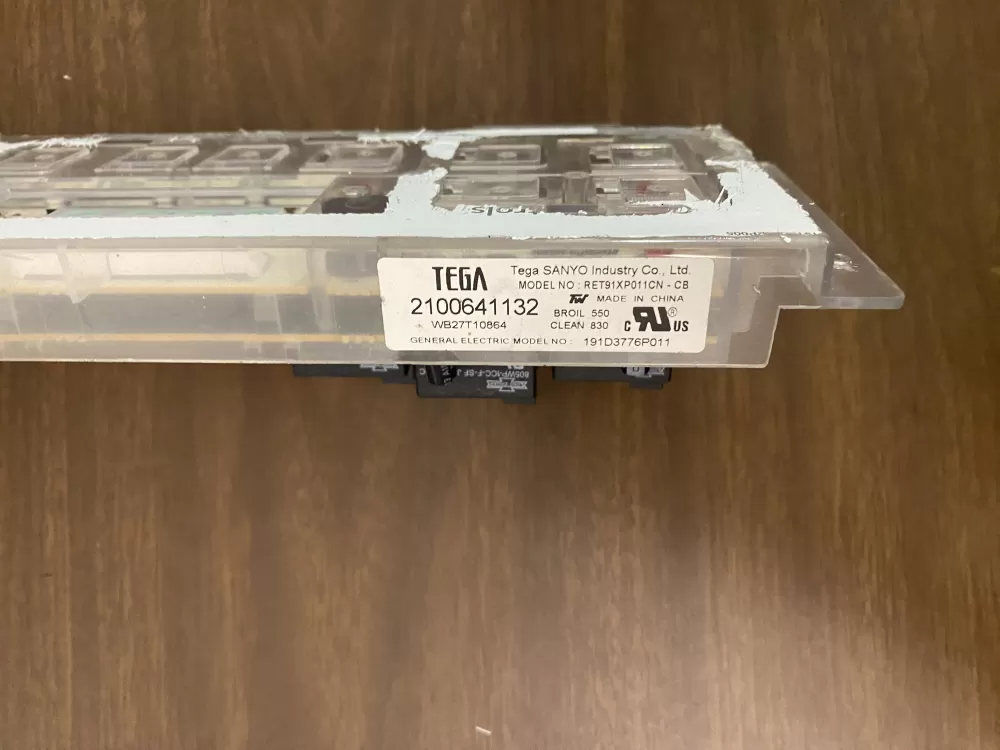 TEGA
Tega SANYO Industry Co., Ltd.
MODEL NO : RET91XP011CN - CB
2100641132
MADE IN CHINA
WB27T10864
BROIL 550
CLEAN 830
C RU ® US
GENERAL ELECTRIC MODEL NO : 191D3776P011